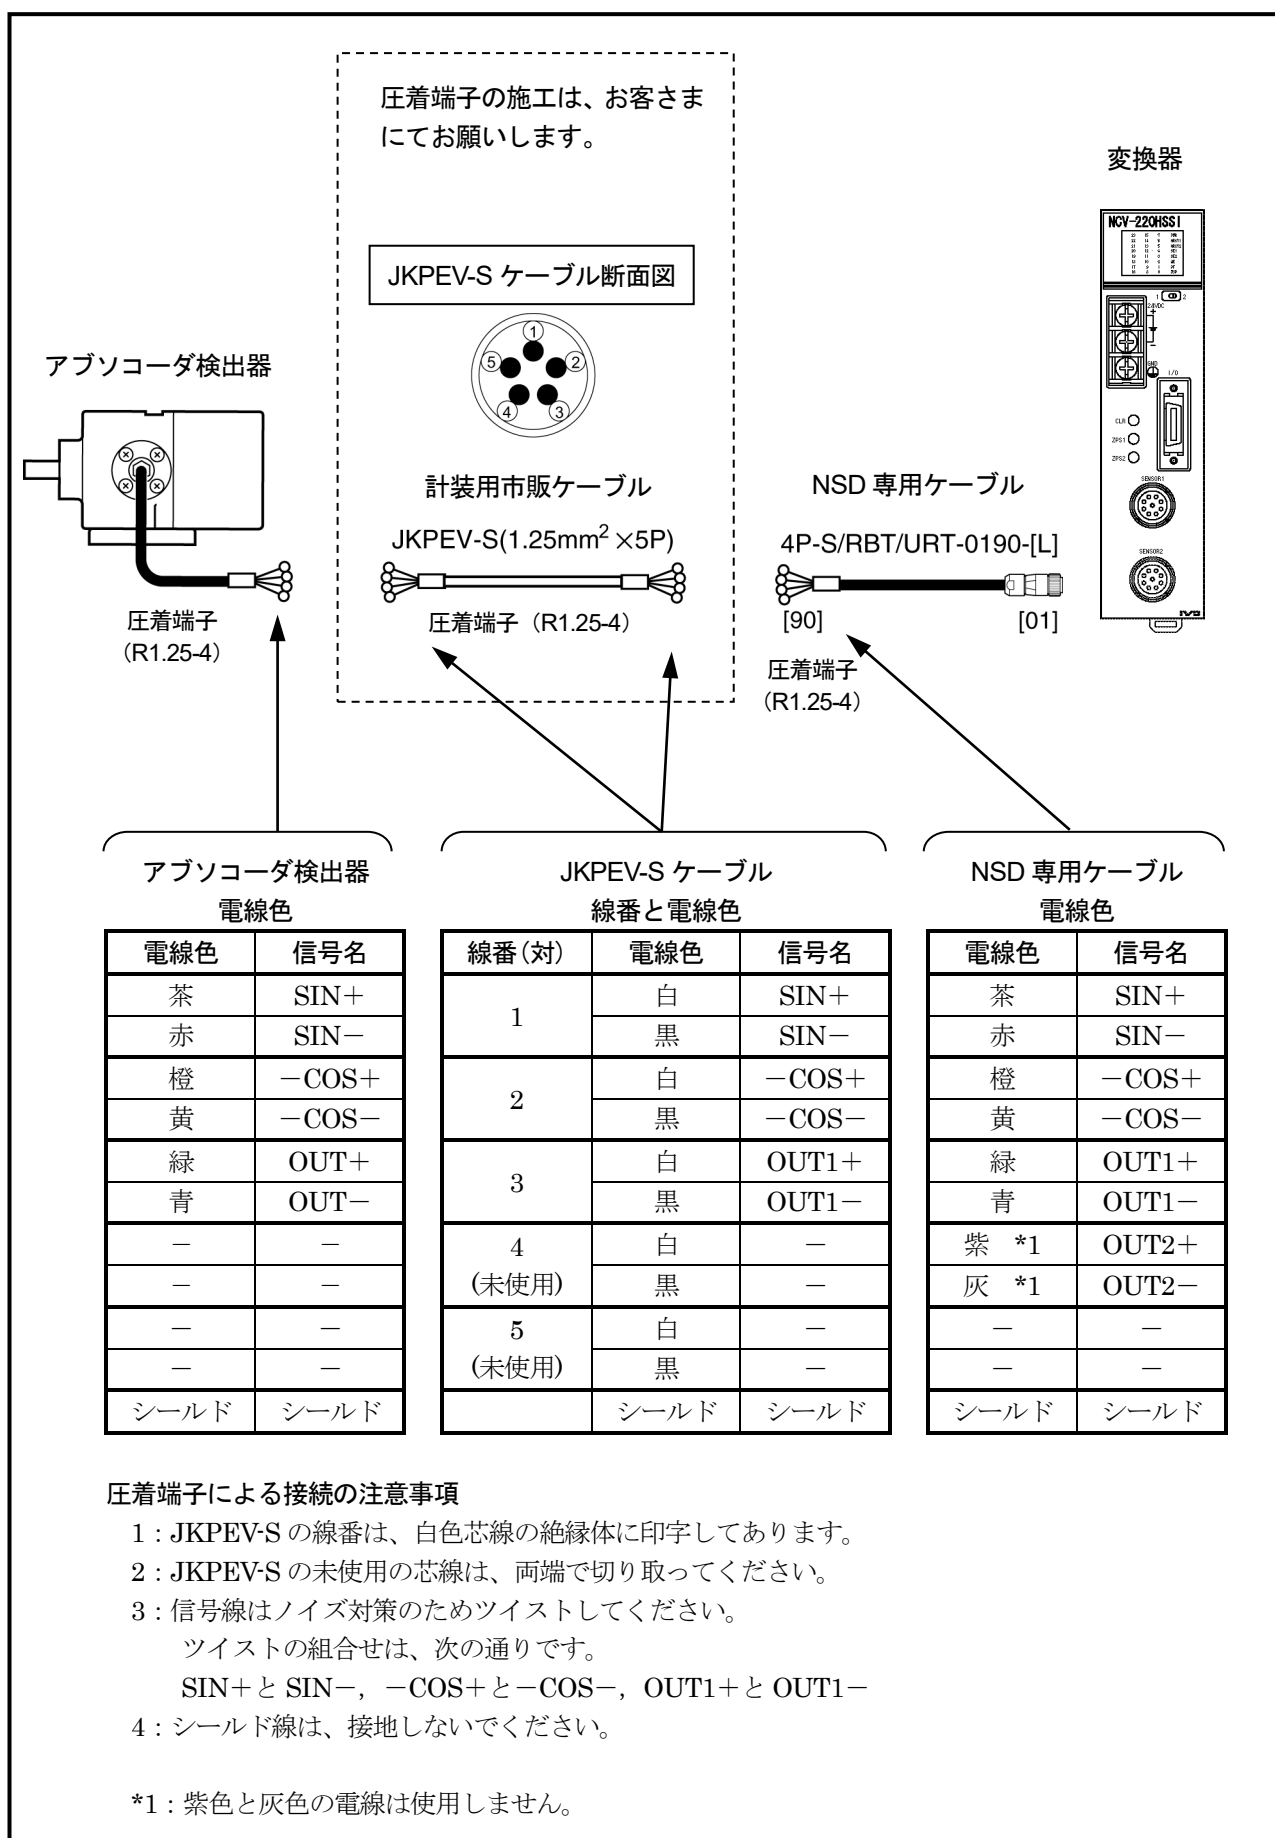 圧着端子の施工は、お客さま
にてお願いします。
変換器
NCV-220HSSI
JKPEV-S ケーブル断面図
1
2
3
4
5
アブソコーダ検出器
1 2
24VDC
+
−
GND
I/O
CLR
ZPS1
ZPS2
SENSOR1
SENSOR2
計装用市販ケーブル
NSD 専用ケーブル
JKPEV-S(1.25mm²×5P)
4P-S/RBT/URT-0190-[L]
圧着端子
(R1.25-4)
圧着端子（R1.25-4）
[90]
[01]
圧着端子
(R1.25-4)
アブソコーダ検出器
電線色
電線色 信号名
茶 SIN＋
赤 SIN－
橙 －COS＋
黄 －COS－
緑 OUT＋
青 OUT－
－ －
－ －
－ －
－ －
シールド シールド
JKPEV-S ケーブル
線番と電線色
線番(対) 電線色 信号名
1 白 SIN＋
黒 SIN－
2 白 －COS＋
黒 －COS－
3 白 OUT1＋
黒 OUT1－
4 白 －
(未使用) 黒 －
5 白 －
(未使用) 黒 －
シールド シールド
NSD 専用ケーブル
電線色
電線色 信号名
茶 SIN＋
赤 SIN－
橙 －COS＋
黄 －COS－
緑 OUT1＋
青 OUT1－
紫 *1 OUT2＋
灰 *1 OUT2－
－ －
－ －
シールド シールド
圧着端子による接続の注意事項
1：JKPEV-S の線番は、白色芯線の絶縁体に印字してあります。
2：JKPEV-S の未使用の芯線は、両端で切り取ってください。
3：信号線はノイズ対策のためツイストしてください。
ツイストの組合せは、次の通りです。
SIN＋と SIN－，－COS＋と－COS－，OUT1＋と OUT1－
4：シールド線は、接地しないでください。
*1：紫色と灰色の電線は使用しません。